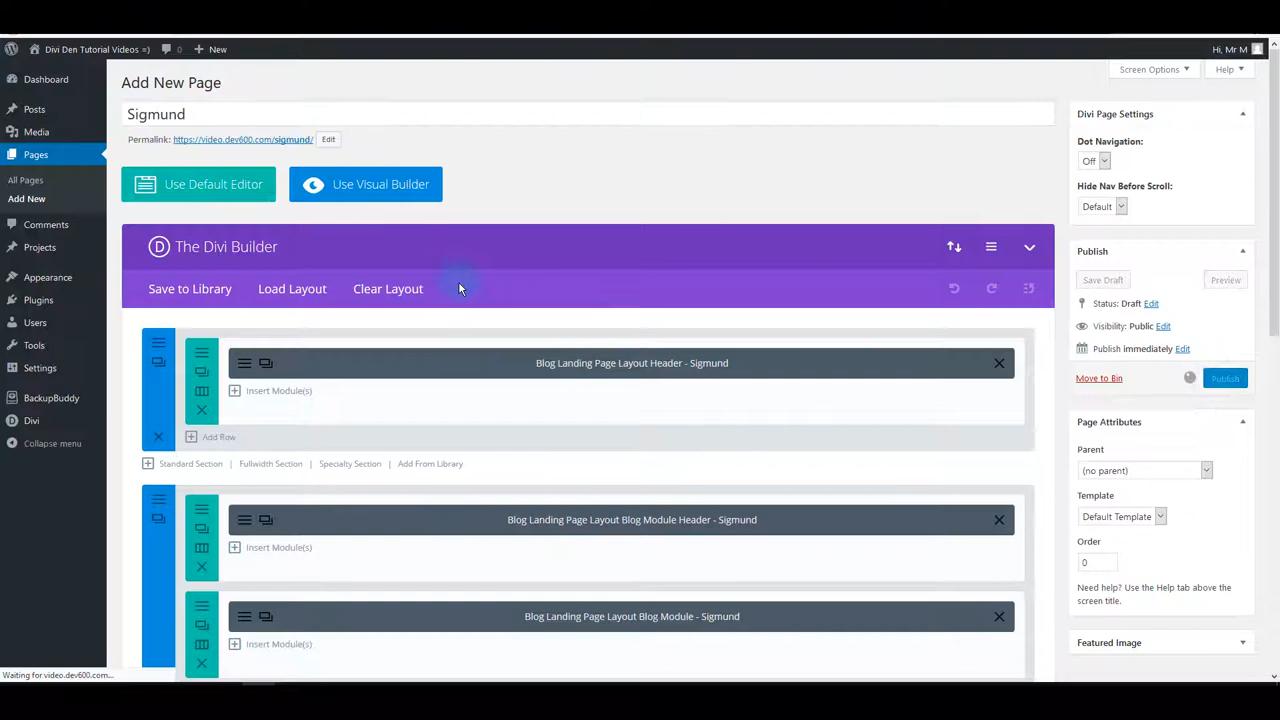 Divi Den Tutorial Videos =) 0 New Hi, Mr M
Dashboard
Posts
Media
Pages
All Pages
Add New
Comments
Projects
Appearance
Plugins
Users
Tools
Settings
BackupBuddy
Divi
Collapse menu
Screen Options Help
Add New Page
Sigmund
Permalink: https://video.dev600.com/sigmund/ Edit
Use Default Editor Use Visual Builder
D The Divi Builder
Save to Library Load Layout Clear Layout
Blog Landing Page Layout Header - Sigmund
Insert Module(s)
Add Row
Standard Section | Fullwidth Section | Specialty Section | Add From Library
Blog Landing Page Layout Blog Module Header - Sigmund
Insert Module(s)
Blog Landing Page Layout Blog Module - Sigmund
Insert Module(s)
Divi Page Settings
Dot Navigation:
Off
Hide Nav Before Scroll:
Default
Publish
Save Draft Preview
Status: Draft Edit
Visibility: Public Edit
Publish immediately Edit
Move to Bin Publish
Page Attributes
Parent
(no parent)
Template
Default Template
Order
0
Need help? Use the Help tab above the
screen title.
Featured Image
Waiting for video.dev600.com...